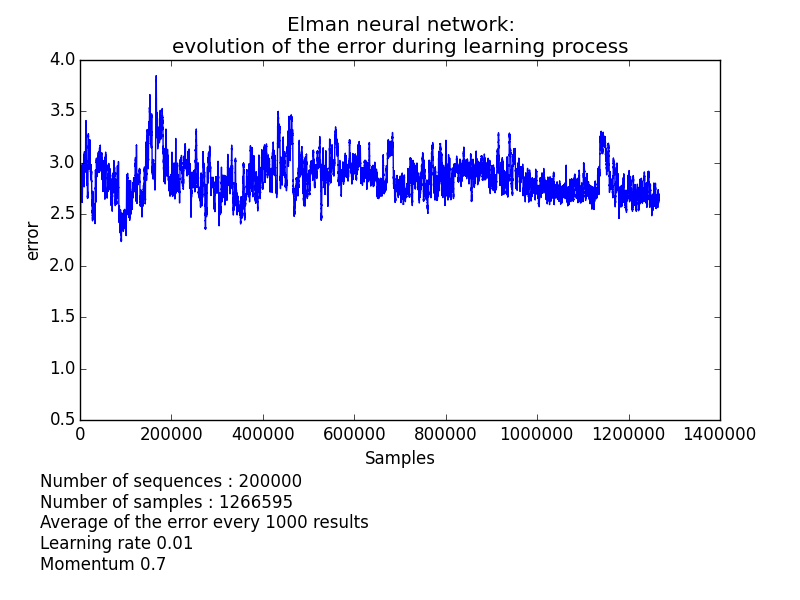 Elman neural network:
evolution of the error during learning process
4.0
3.5
3.0
2.5
2.0
1.5
1.0
0.5
error
0 200000 400000 600000 800000 1000000 1200000 1400000
Samples
Number of sequences : 200000
Number of samples : 1266595
Average of the error every 1000 results
Learning rate 0.01
Momentum 0.7